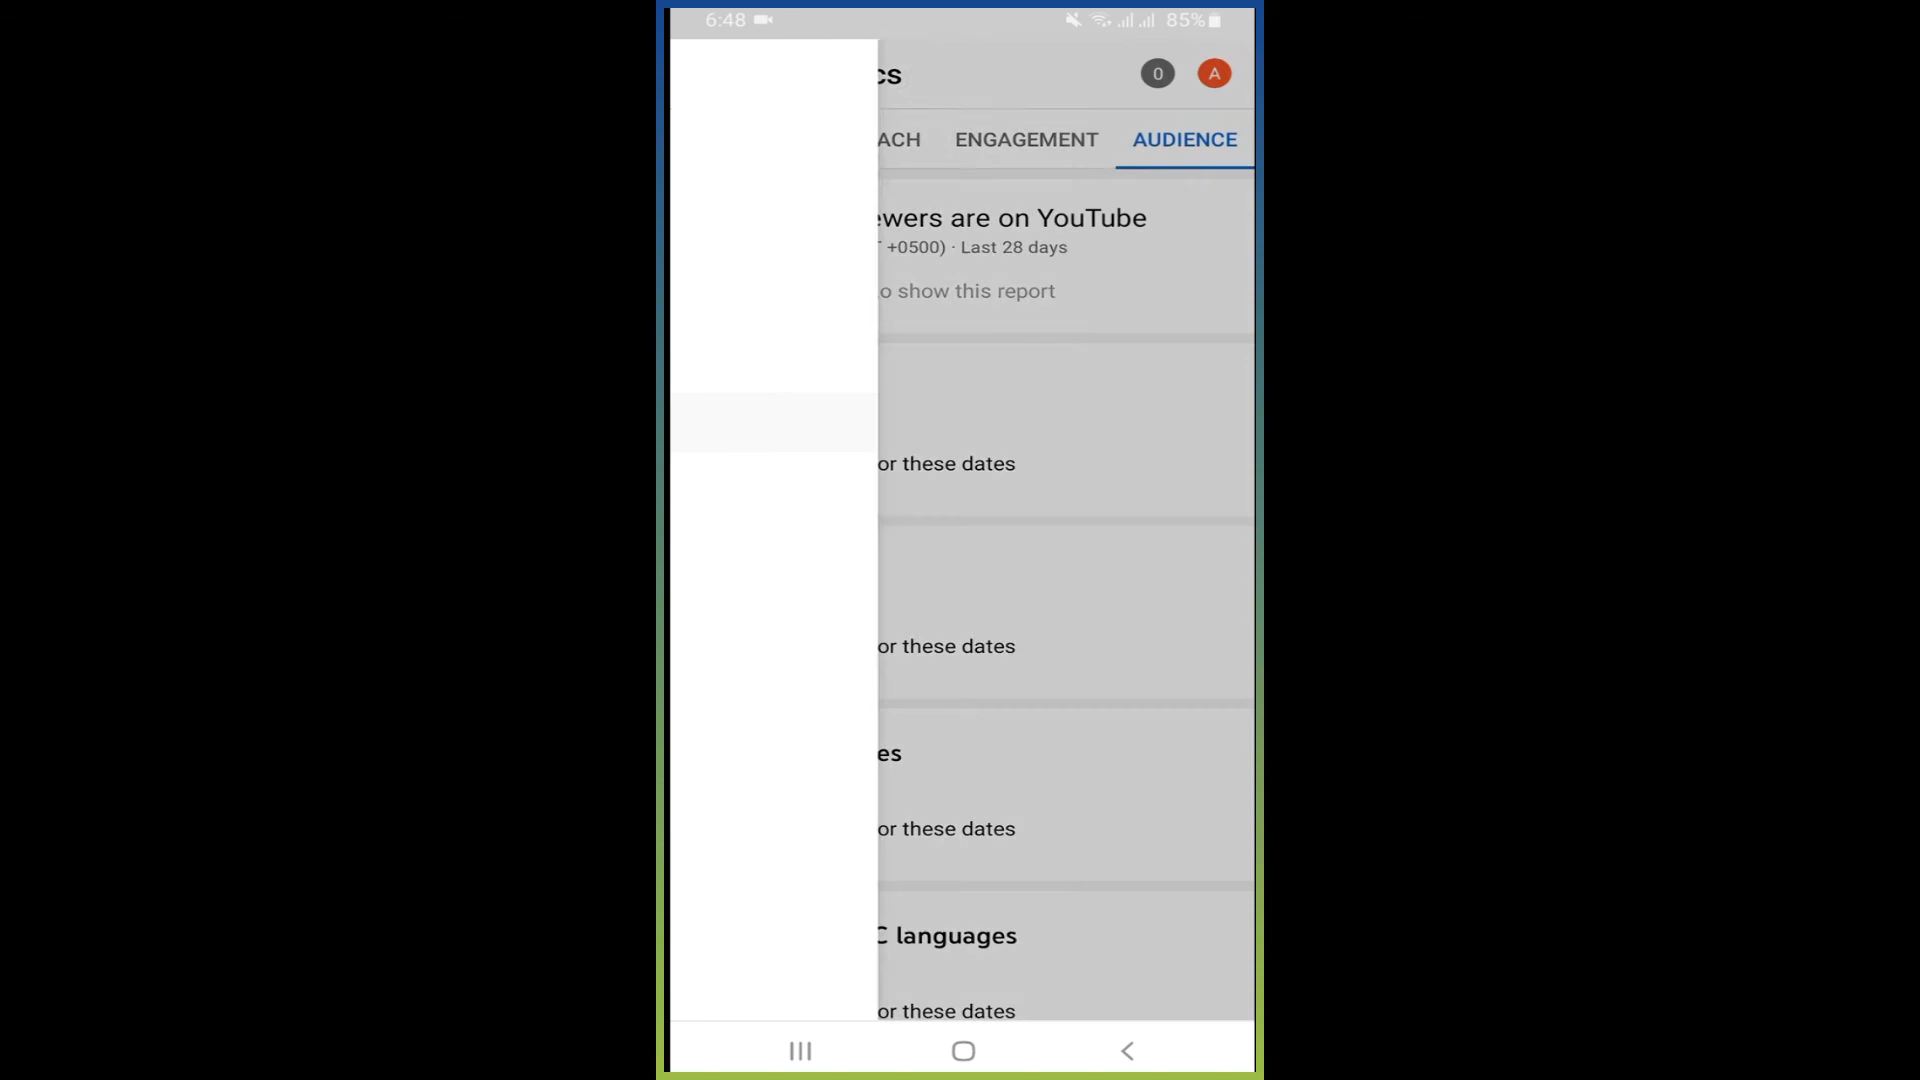 6:48 85%
cs 0 A
ACH ENGAGEMENT AUDIENCE
ewers are on YouTube
+0500) · Last 28 days
o show this report
or these dates
or these dates
es
or these dates
C languages
or these dates